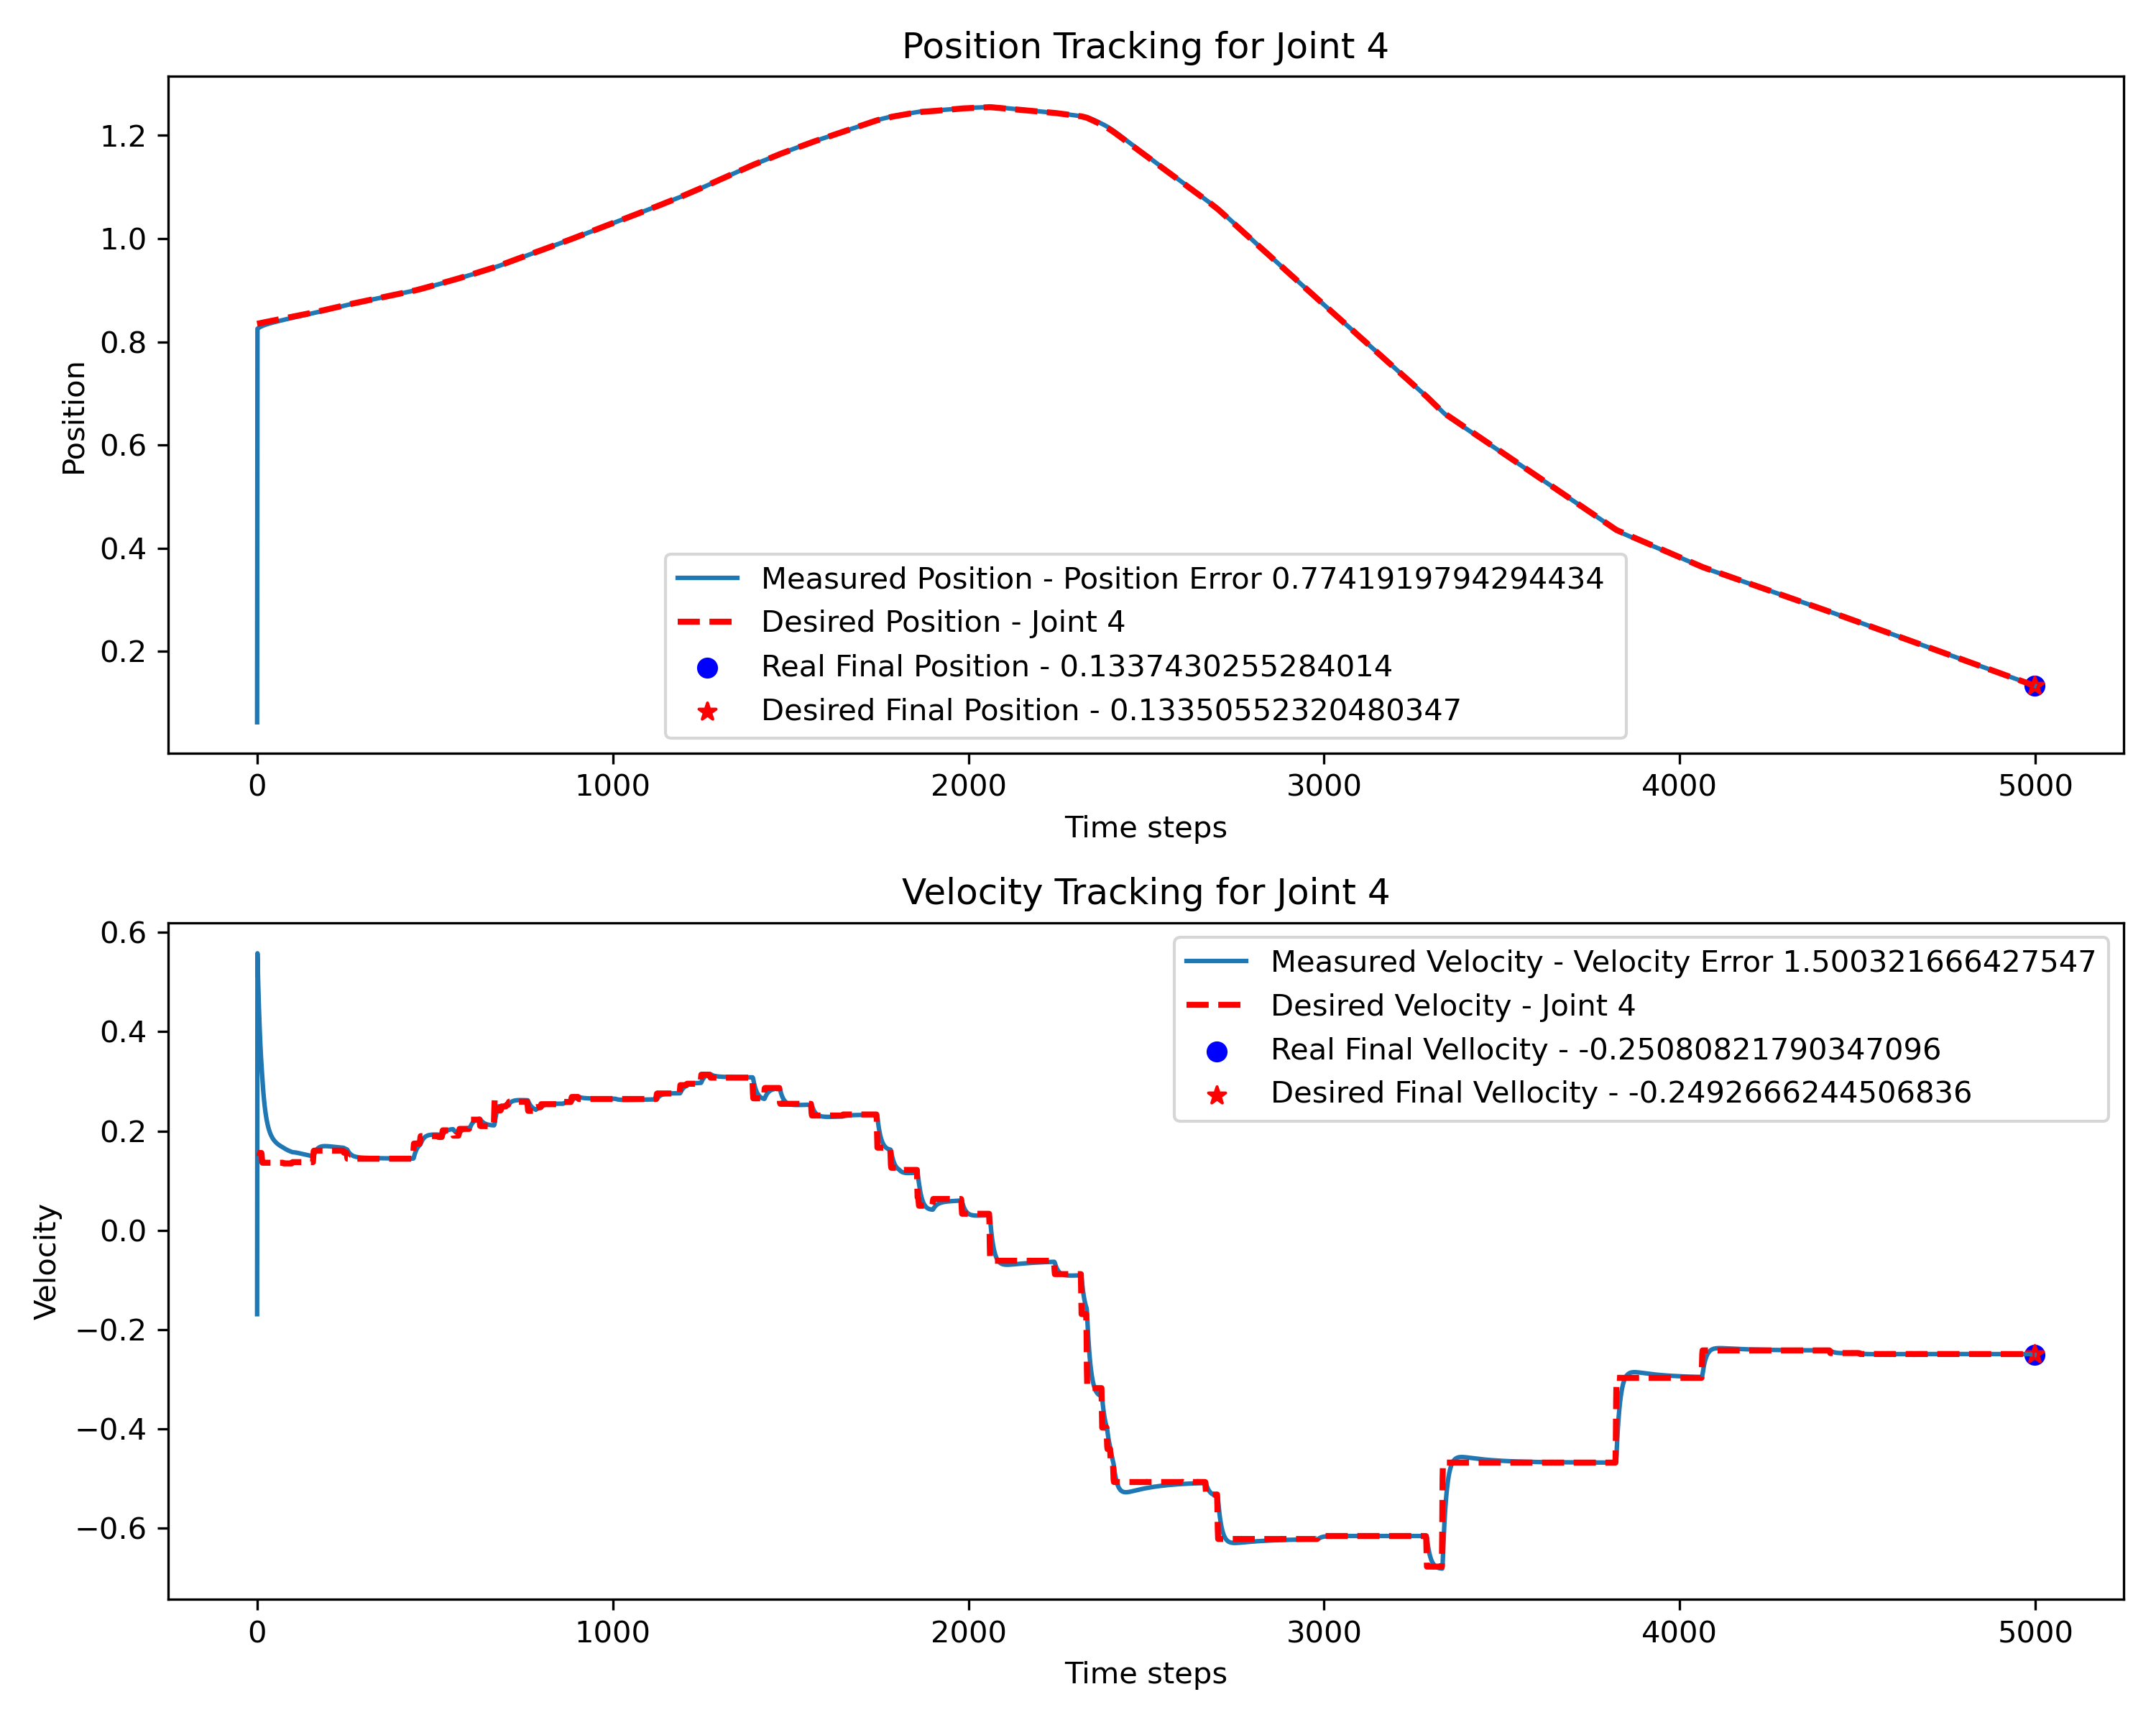 Position Tracking for Joint 4
1.2
1.0
0.8
0.6
0.4
0.2
Position
Measured Position - Position Error 0.7741919794294434
Desired Position - Joint 4
Real Final Position - 0.1337430255284014
Desired Final Position - 0.13350552320480347
0 1000 2000 3000 4000 5000
Time steps
Velocity Tracking for Joint 4
0.6
0.4
0.2
0.0
−0.2
−0.4
−0.6
Velocity
Measured Velocity - Velocity Error 1.500321666427547
Desired Velocity - Joint 4
Real Final Vellocity - -0.25080821790347096
Desired Final Vellocity - -0.2492666244506836
0 1000 2000 3000 4000 5000
Time steps